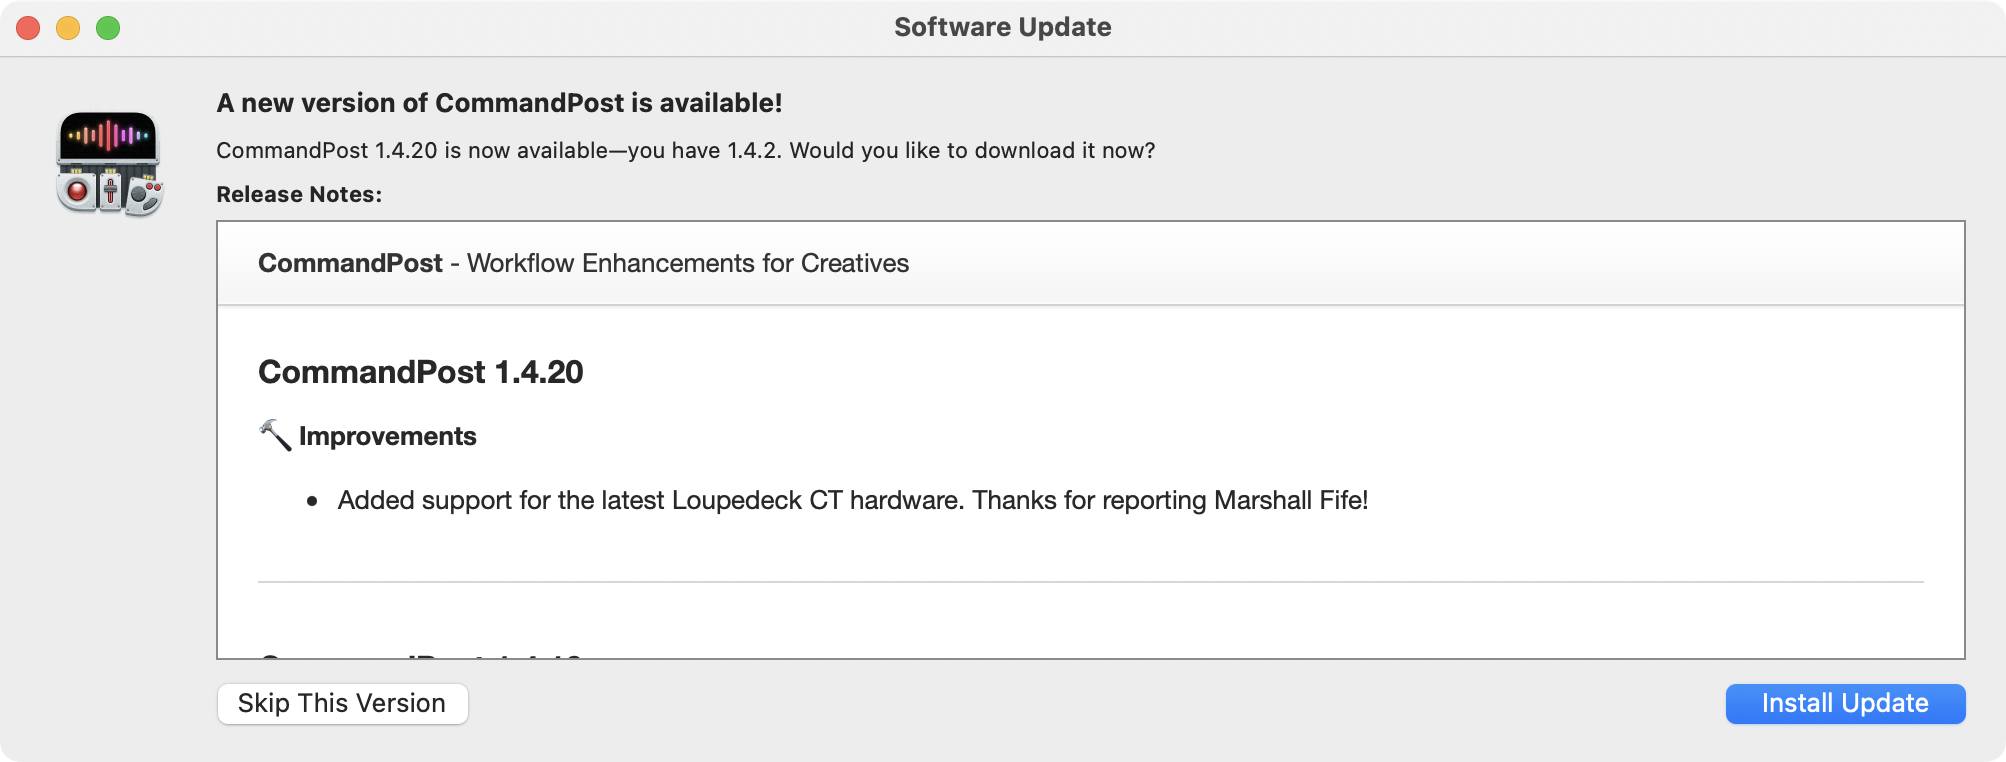 Software Update
A new version of CommandPost is available!
CommandPost 1.4.20 is now available—you have 1.4.2. Would you like to download it now?
Release Notes:
CommandPost - Workflow Enhancements for Creatives
CommandPost 1.4.20
🔨 Improvements
• Added support for the latest Loupedeck CT hardware. Thanks for reporting Marshall Fife!
Skip This Version
Install Update